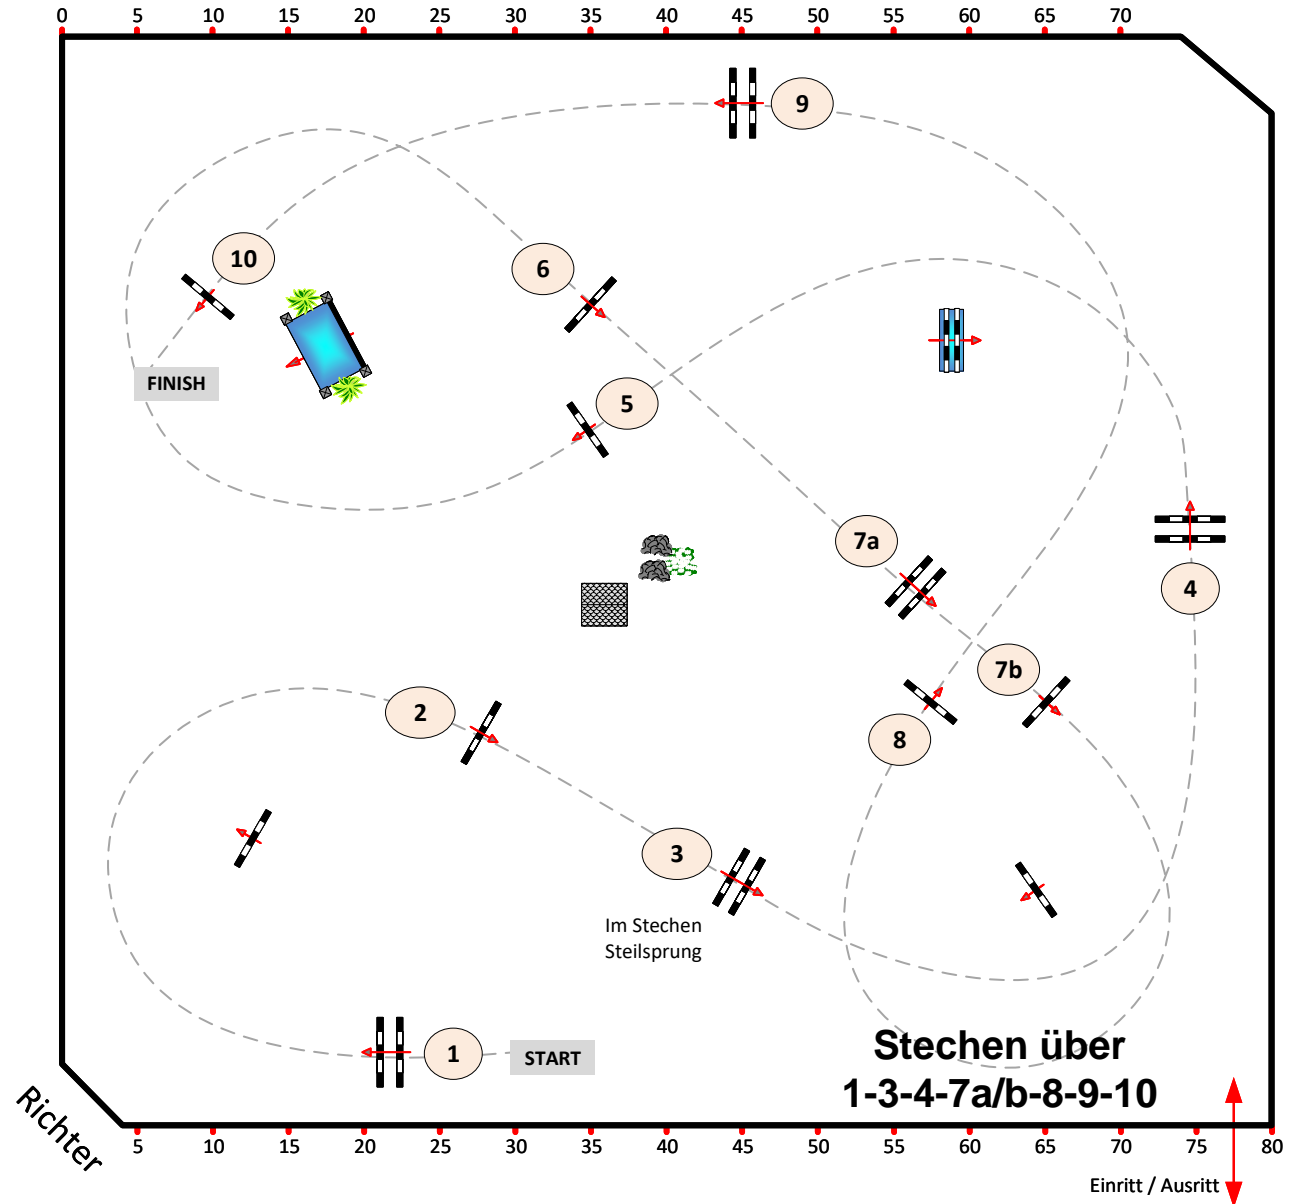 0 5 10 15 20 25 30 35 40 45 50 55 60 65 70
9
10
6
FINISH
5
7a
4
7b
2
8
3
Im Stechen
Steilsprung
1
START
Stechen über
1-3-4-7a/b-8-9-10
Richter
5 10 15 20 25 30 35 40 45 50 55 60 65 70 75 80
Einritt / Ausritt